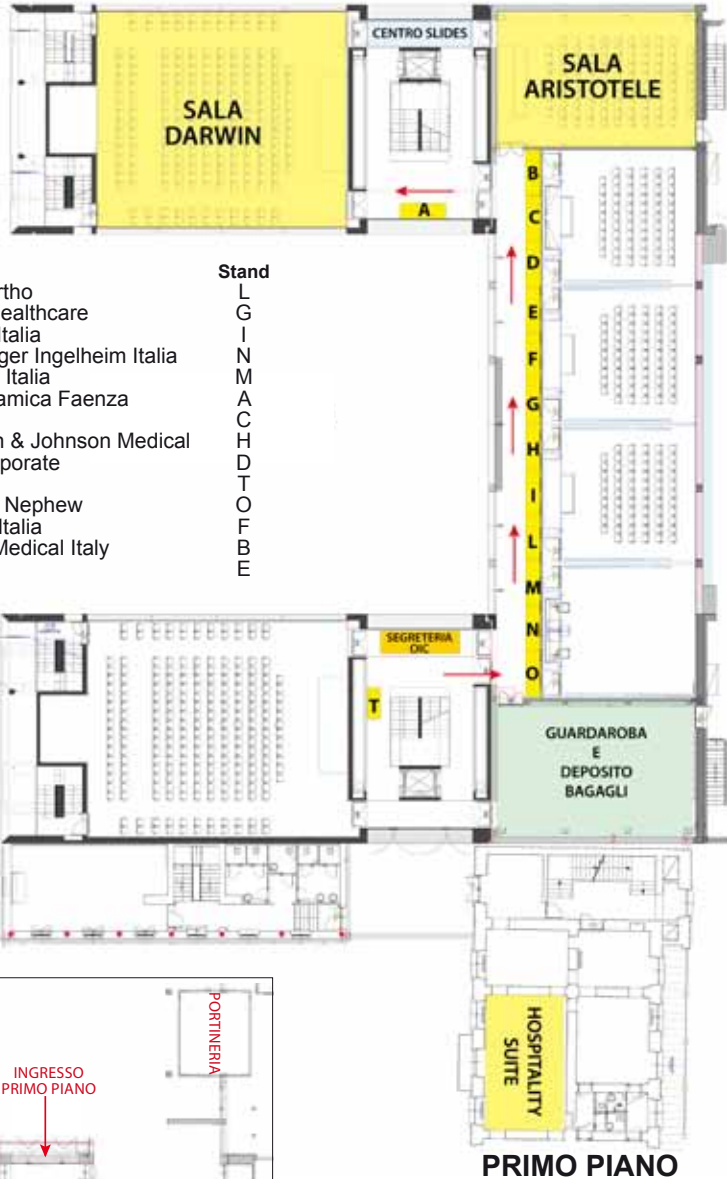 CENTRO SLIDES
SALA
DARWIN
SALA
ARISTOTELE
A
B
C
D
E
F
G
H
I
L
M
N
O
Stand
rtho L
ealthcare G
Italia I
ger Ingelheim Italia N
Italia M
amica Faenza A
C
n & Johnson Medical H
porate D
T
Nephew O
Italia F
Medical Italy B
E
SEGRETERIA
OIC
T
GUARDAROBA
E
DEPOSITO
BAGAGLI
HOSPITALITY
SUITE
PORTINERIA
INGRESSO
PRIMO PIANO
PRIMO PIANO